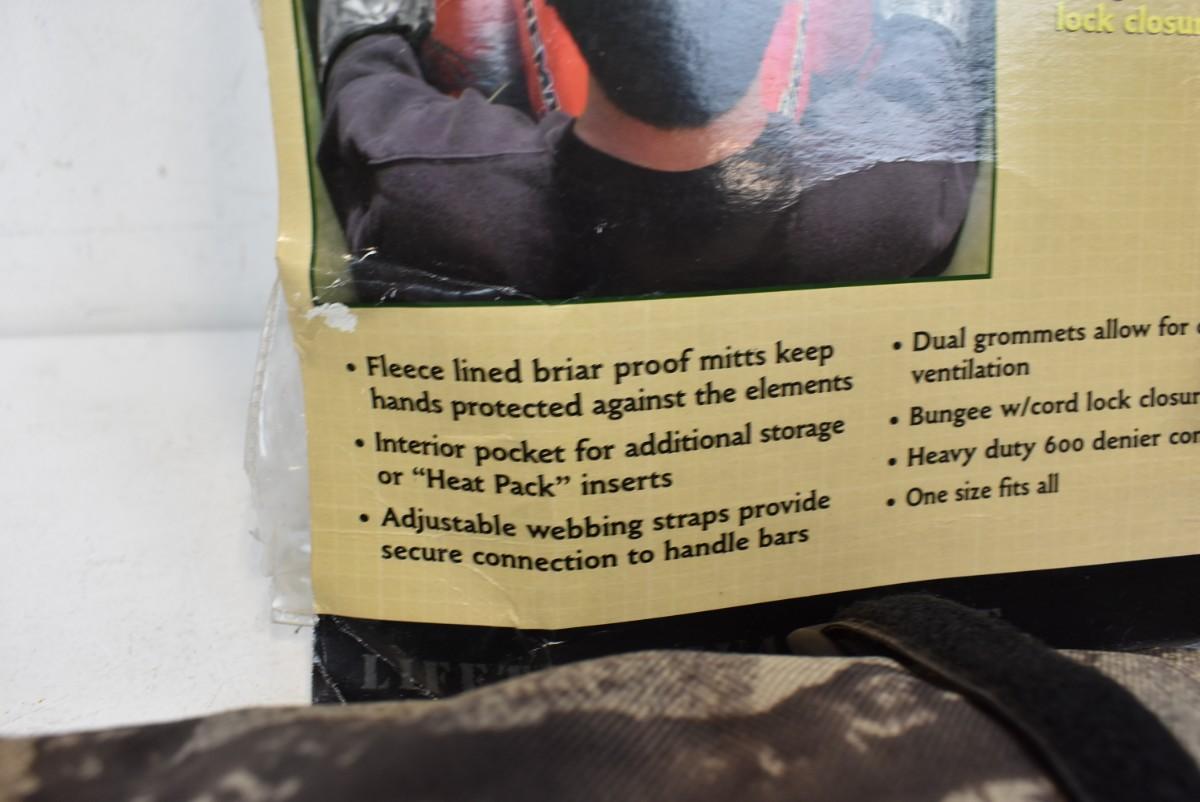 lock closu
• Fleece lined briar proof mitts keep
hands protected against the elements
• Interior pocket for additional storage
or “Heat Pack” inserts
• Adjustable webbing straps provide
secure connection to handle bars
• Dual grommets allow for
ventilation
• Bungee w/cord lock closur
• Heavy duty 600 denier
• One size fits all